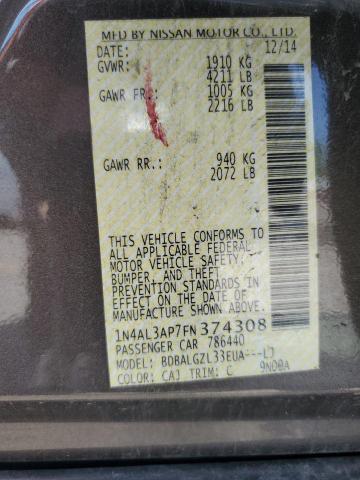 MFD BY NISSAN MOTOR CO., LTD.
DATE: 12/14
GVWR: 1910 KG
4211 LB
GAWR FR.: 1005 KG
2216 LB
GAWR RR.: 940 KG
2072 LB
THIS VEHICLE CONFORMS TO
ALL APPLICABLE FEDERAL
MOTOR VEHICLE SAFETY,
BUMPER, AND THEFT
PREVENTION STANDARDS IN
EFFECT ON THE DATE OF
MANUFACTURE SHOWN ABOVE.
1N4AL3AP7FN374308
PASSENGER CAR 786440
MODEL: BDBALGZL33EUA---LJ
COLOR: CAJ TRIM: C 9N00A